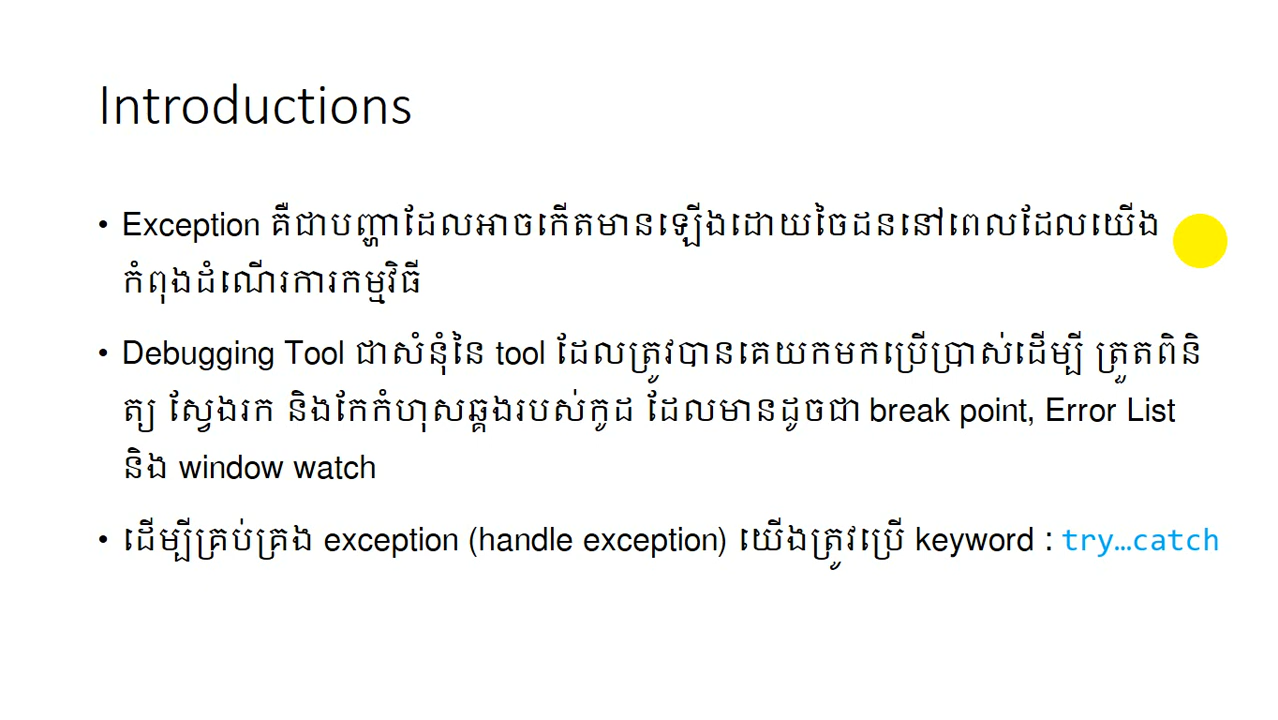 Introductions
• Exception គឺជាបញ្ហាដែលអាចកើតមានឡើងដោយចៃដននៅពេលដែលយើង
កំពុងដំណើរការកម្មវិធី
• Debugging Tool ជាសំនុំនៃ tool ដែលត្រូវបានគេយកមកប្រើប្រាស់ដើម្បី ត្រួតពិនិ
ត្យ ស្វែងរក និងកែកំហុសឆ្គងរបស់កូដ ដែលមានដូចជា break point, Error List
និង window watch
• ដើម្បីគ្រប់គ្រង exception (handle exception) យើងត្រូវប្រើ keyword : try…catch